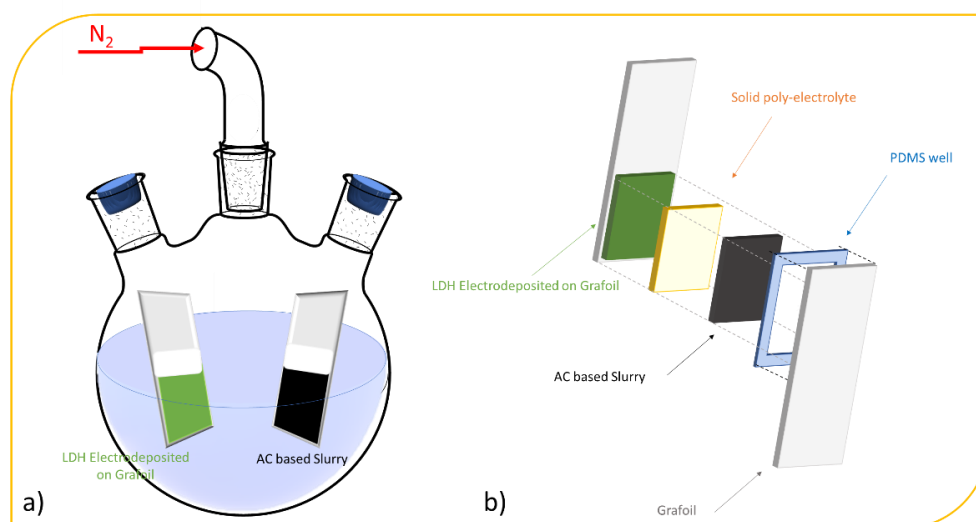 N₂
LDH Electrodeposited
on Grafoil
AC based Slurry
a)
Solid poly-electrolyte
PDMS well
LDH Electrodeposited on Grafoil
AC based Slurry
Grafoil
b)